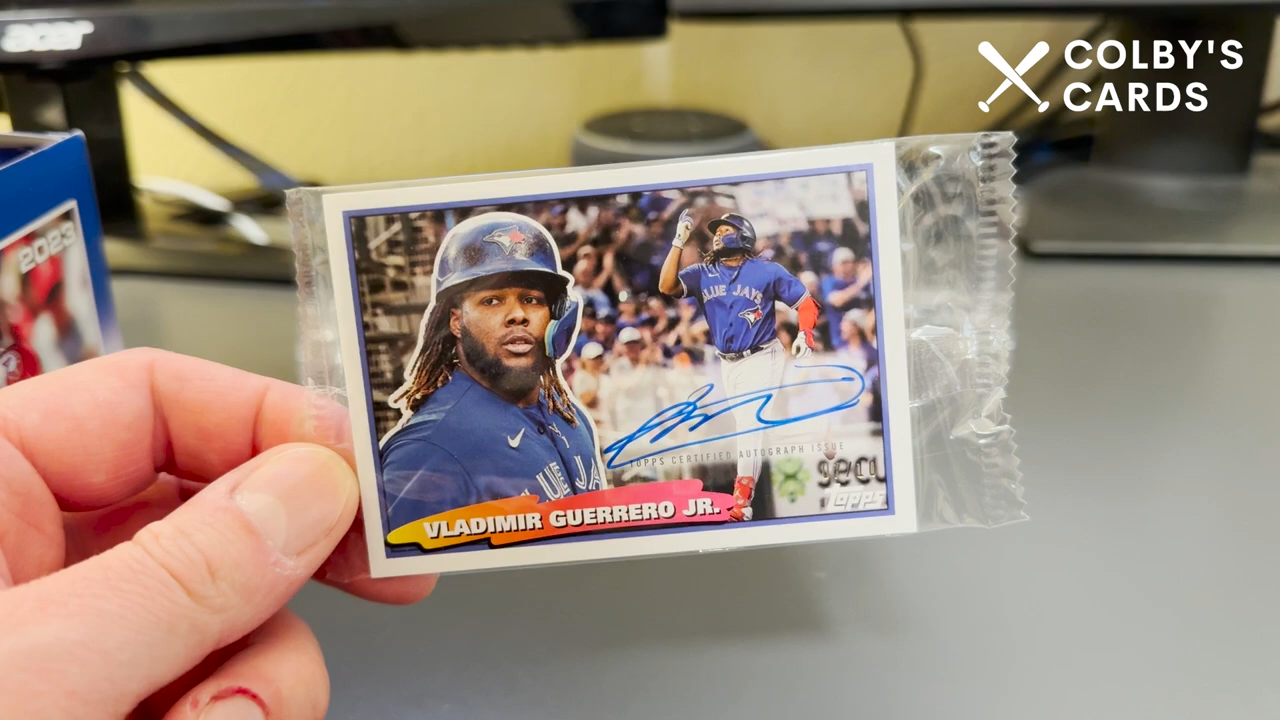 acer
COLBY'S
CARDS
2023
BLUE JAYS
TOPPS CERTIFIED AUTOGRAPH ISSUE
VLADIMIR GUERRERO JR.
Topps